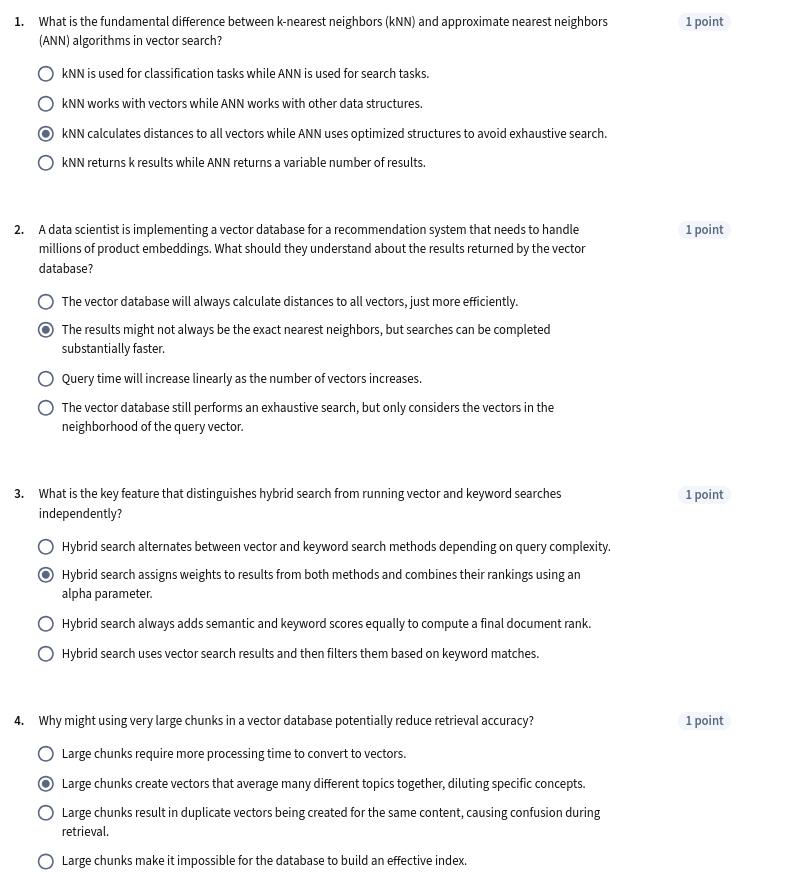 1. What is the fundamental difference between k-nearest neighbors (kNN) and approximate nearest neighbors 1 point
(ANN) algorithms in vector search?
kNN is used for classification tasks while ANN is used for search tasks.
kNN works with vectors while ANN works with other data structures.
kNN calculates distances to all vectors while ANN uses optimized structures to avoid exhaustive search.
kNN returns k results while ANN returns a variable number of results.
2. A data scientist is implementing a vector database for a recommendation system that needs to handle 1 point
millions of product embeddings. What should they understand about the results returned by the vector
database?
The vector database will always calculate distances to all vectors, just more efficiently.
The results might not always be the exact nearest neighbors, but searches can be completed
substantially faster.
Query time will increase linearly as the number of vectors increases.
The vector database still performs an exhaustive search, but only considers the vectors in the
neighborhood of the query vector.
3. What is the key feature that distinguishes hybrid search from running vector and keyword searches 1 point
independently?
Hybrid search alternates between vector and keyword search methods depending on query complexity.
Hybrid search assigns weights to results from both methods and combines their rankings using an
alpha parameter.
Hybrid search always adds semantic and keyword scores equally to compute a final document rank.
Hybrid search uses vector search results and then filters them based on keyword matches.
4. Why might using very large chunks in a vector database potentially reduce retrieval accuracy? 1 point
Large chunks require more processing time to convert to vectors.
Large chunks create vectors that average many different topics together, diluting specific concepts.
Large chunks result in duplicate vectors being created for the same content, causing confusion during
retrieval.
Large chunks make it impossible for the database to build an effective index.